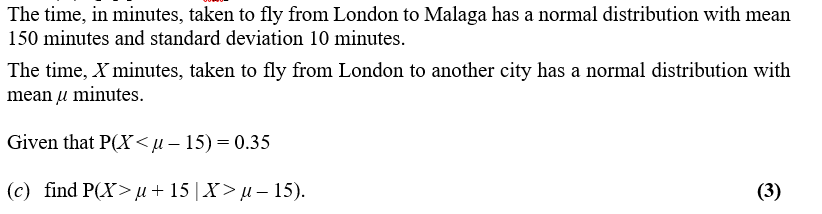 The time, in minutes, taken to fly from London to Malaga has a normal distribution with mean
150 minutes and standard deviation 10 minutes.
The time, X minutes, taken to fly from London to another city has a normal distribution with
mean μ minutes.
Given that P(X < μ – 15) = 0.35
(c) find P(X > μ + 15 | X > μ – 15). (3)